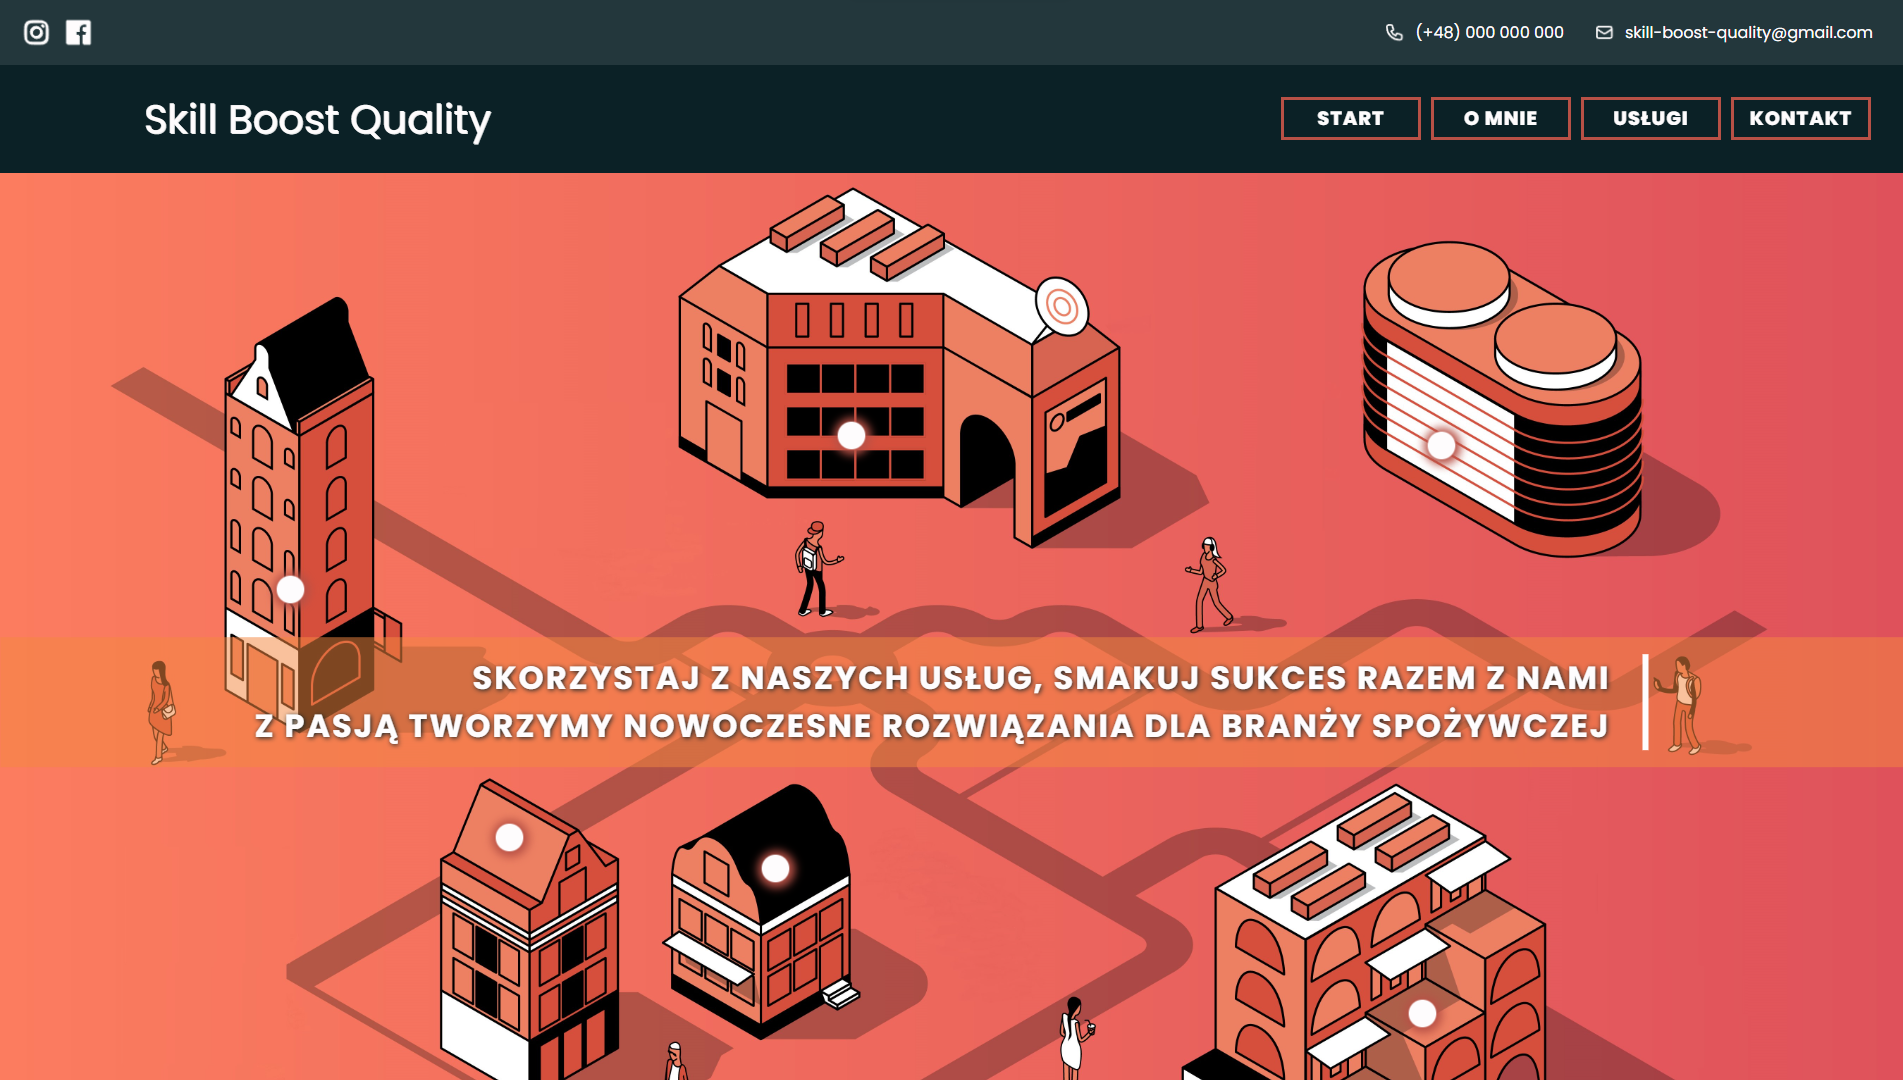 (+48) 000 000 000
skill-boost-quality@gmail.com
Skill Boost Quality
START
O MNIE
USŁUGI
KONTAKT
SKORZYSTAJ Z NASZYCH USŁUG, SMAKUJ SUKCES RAZEM Z NAMI
Z PASJĄ TWORZYMY NOWOCZESNE ROZWIĄZANIA DLA BRANŻY SPOŻYWCZEJ